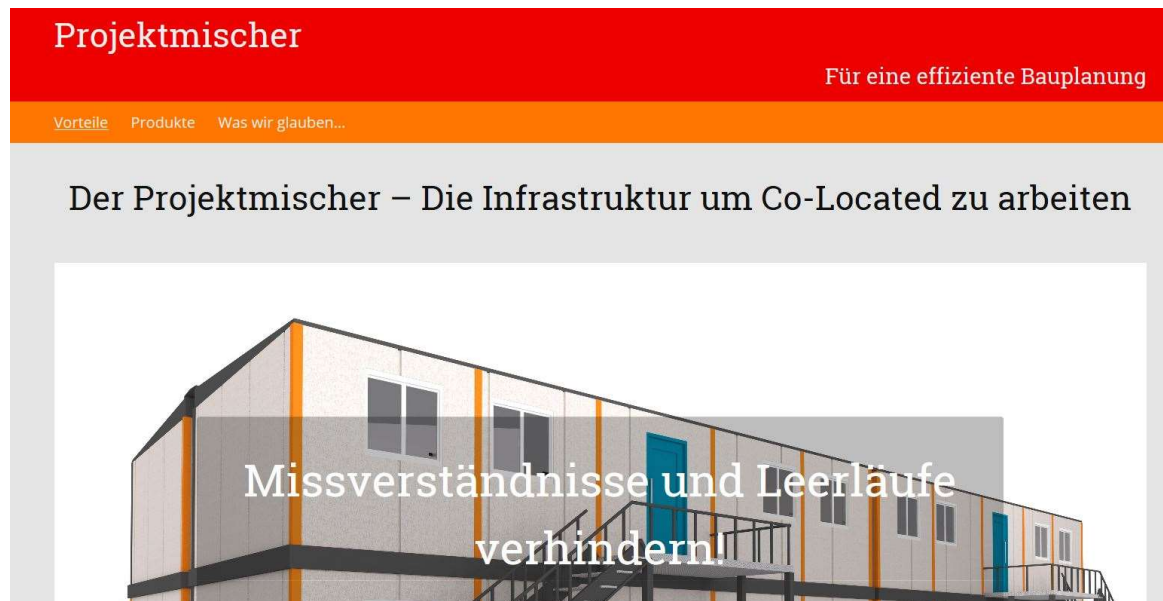 Projektmischer
Für eine effiziente Bauplanung
Vorteile Produkte Was wir glauben...
Der Projektmischer – Die Infrastruktur um Co-Located zu arbeiten
Missverständnisse und Leerläufe
verhindern!